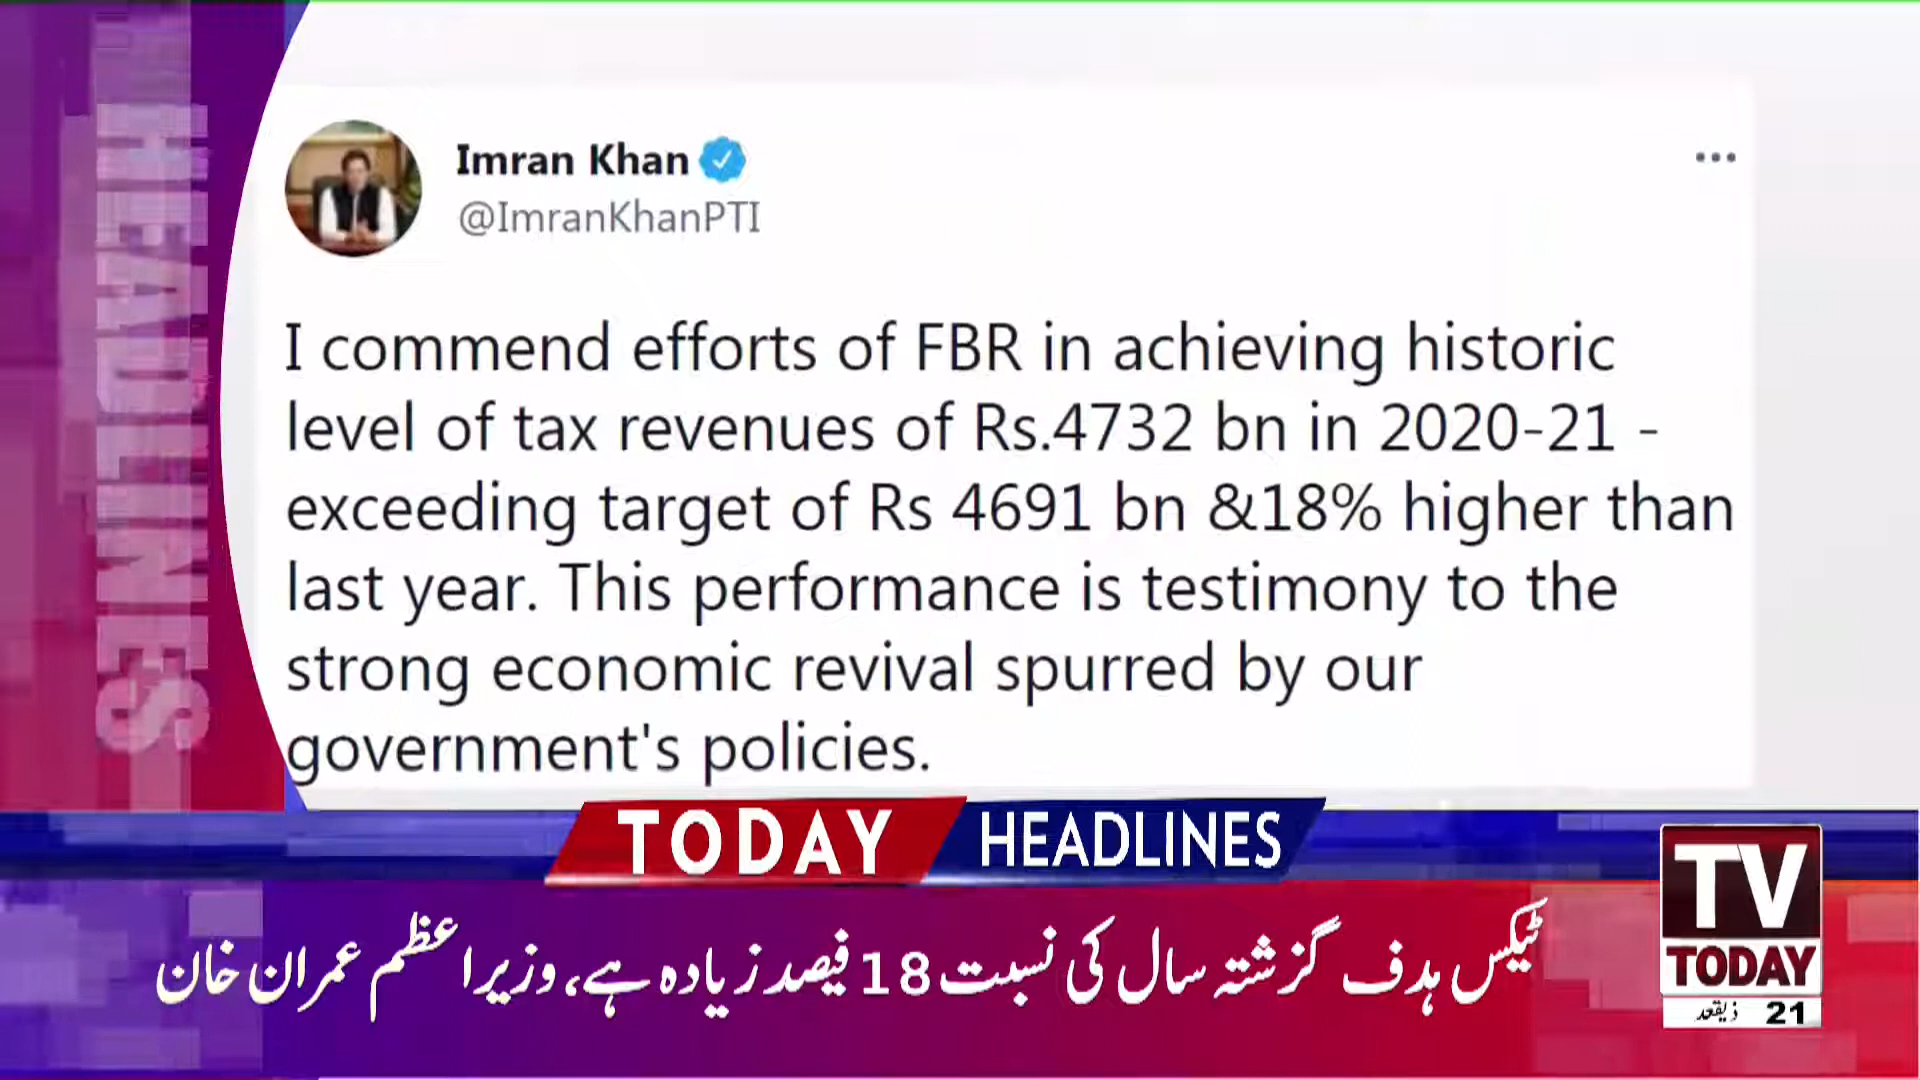 HEADLINES
Imran Khan
@ImranKhanPTI
I commend efforts of FBR in achieving historic
level of tax revenues of Rs.4732 bn in 2020-21 -
exceeding target of Rs 4691 bn &18% higher than
last year. This performance is testimony to the
strong economic revival spurred by our
government's policies.
TODAY HEADLINES
ٹیکس ہدف گزشتہ سال کی نسبت 18 فیصد زیادہ ہے، وزیراعظم عمران خان
TV
TODAY
21 ذیقعد